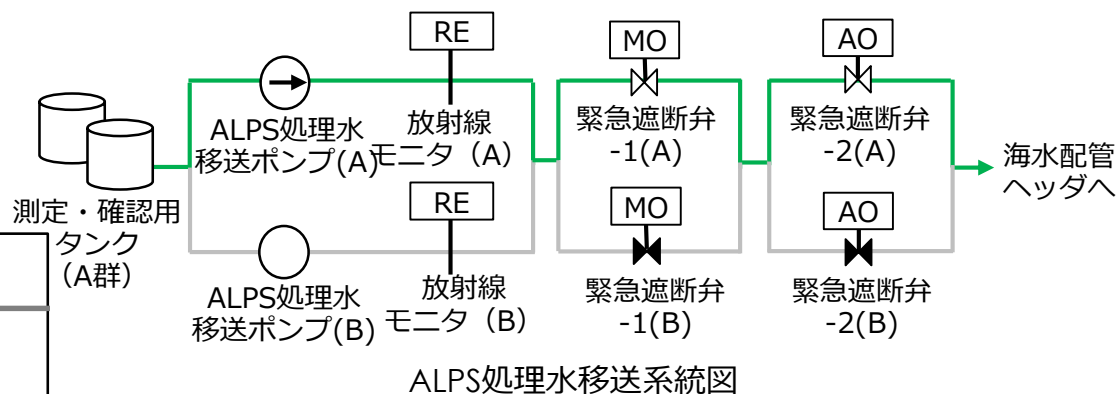 RE
MO
AO
ALPS処理水
移送ポンプ(A)
放射線
モニタ（A）
緊急遮断弁
-1(A)
緊急遮断弁
-2(A)
測定・確認用
タンク
（A群）
海水配管
ヘッダへ
RE
MO
AO
ALPS処理水
移送ポンプ(B)
放射線
モニタ（B）
緊急遮断弁
-1(B)
緊急遮断弁
-2(B)
ALPS処理水移送系統図